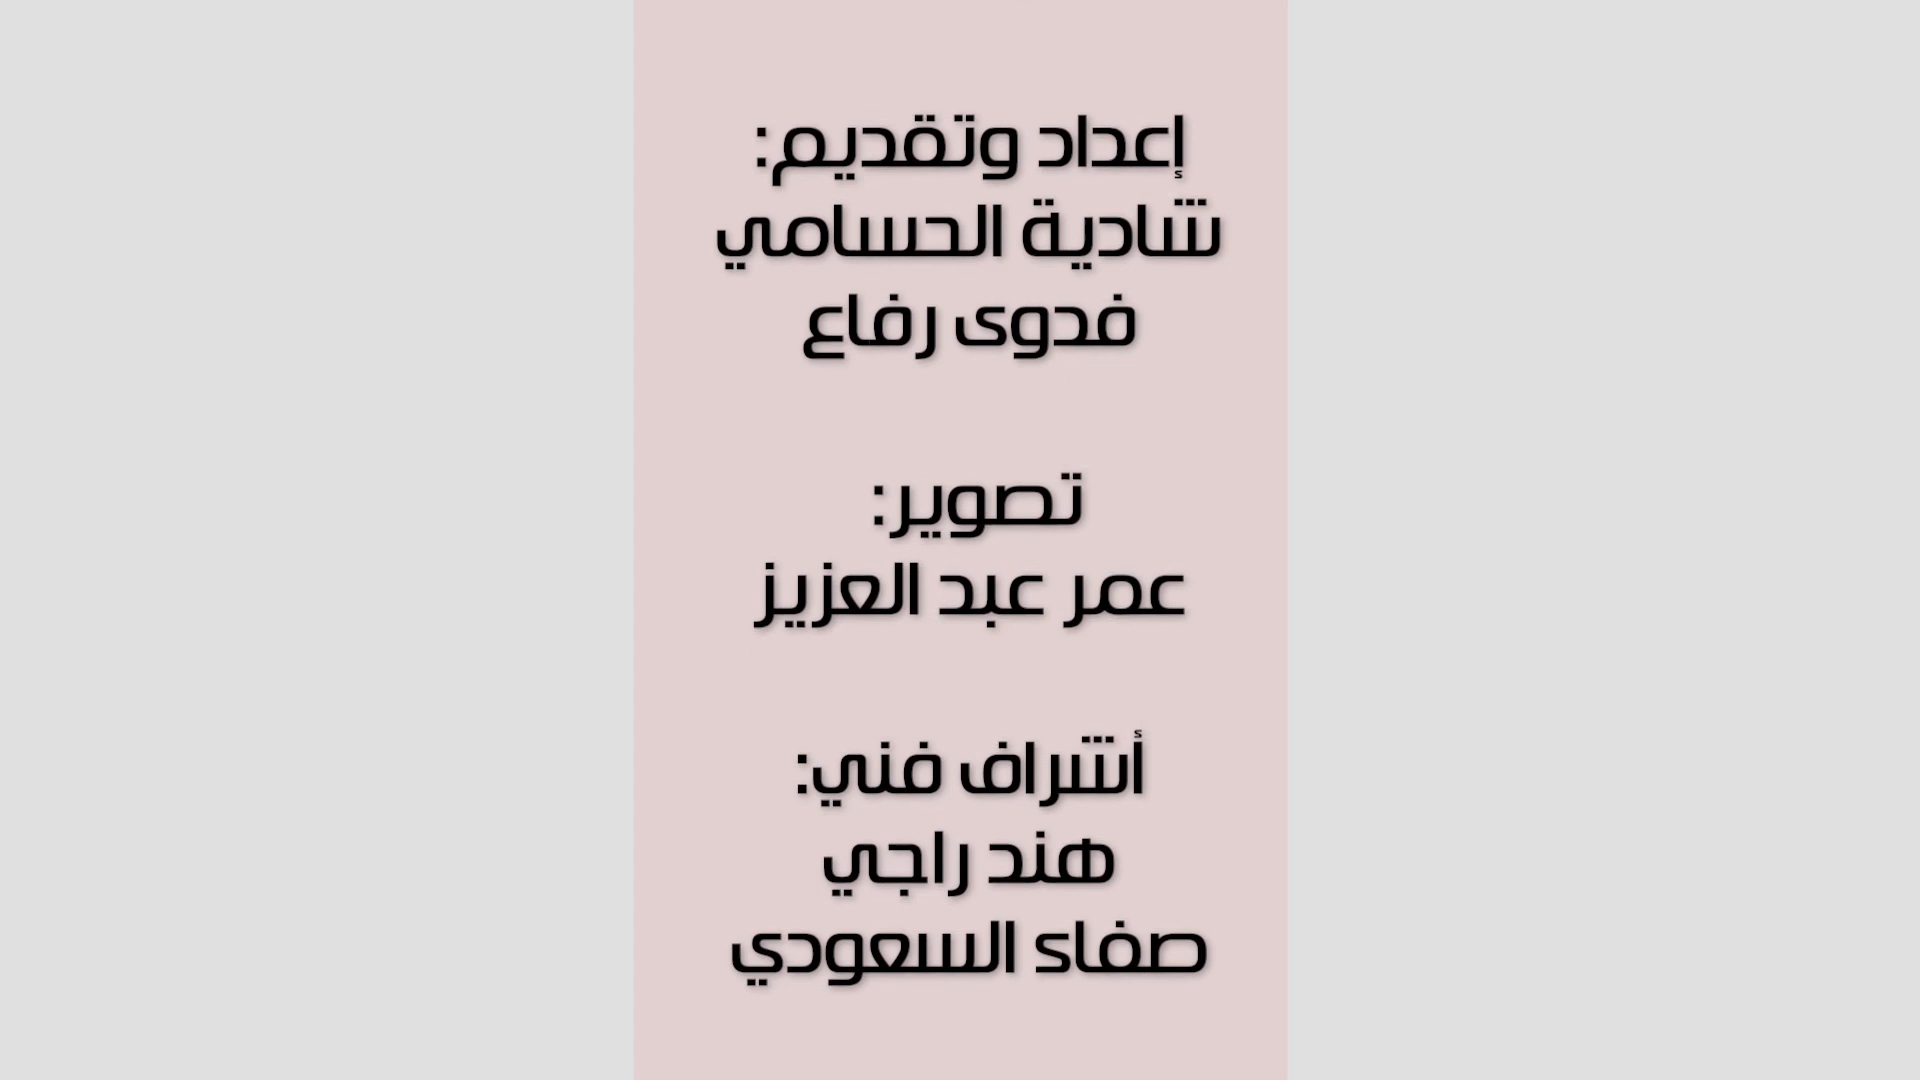 إعداد وتقديم:
شادية الحسامي
فدوى رفاع
تصوير:
عمر عبد العزيز
أشراف فني:
هند راجي
صفاء السعودي